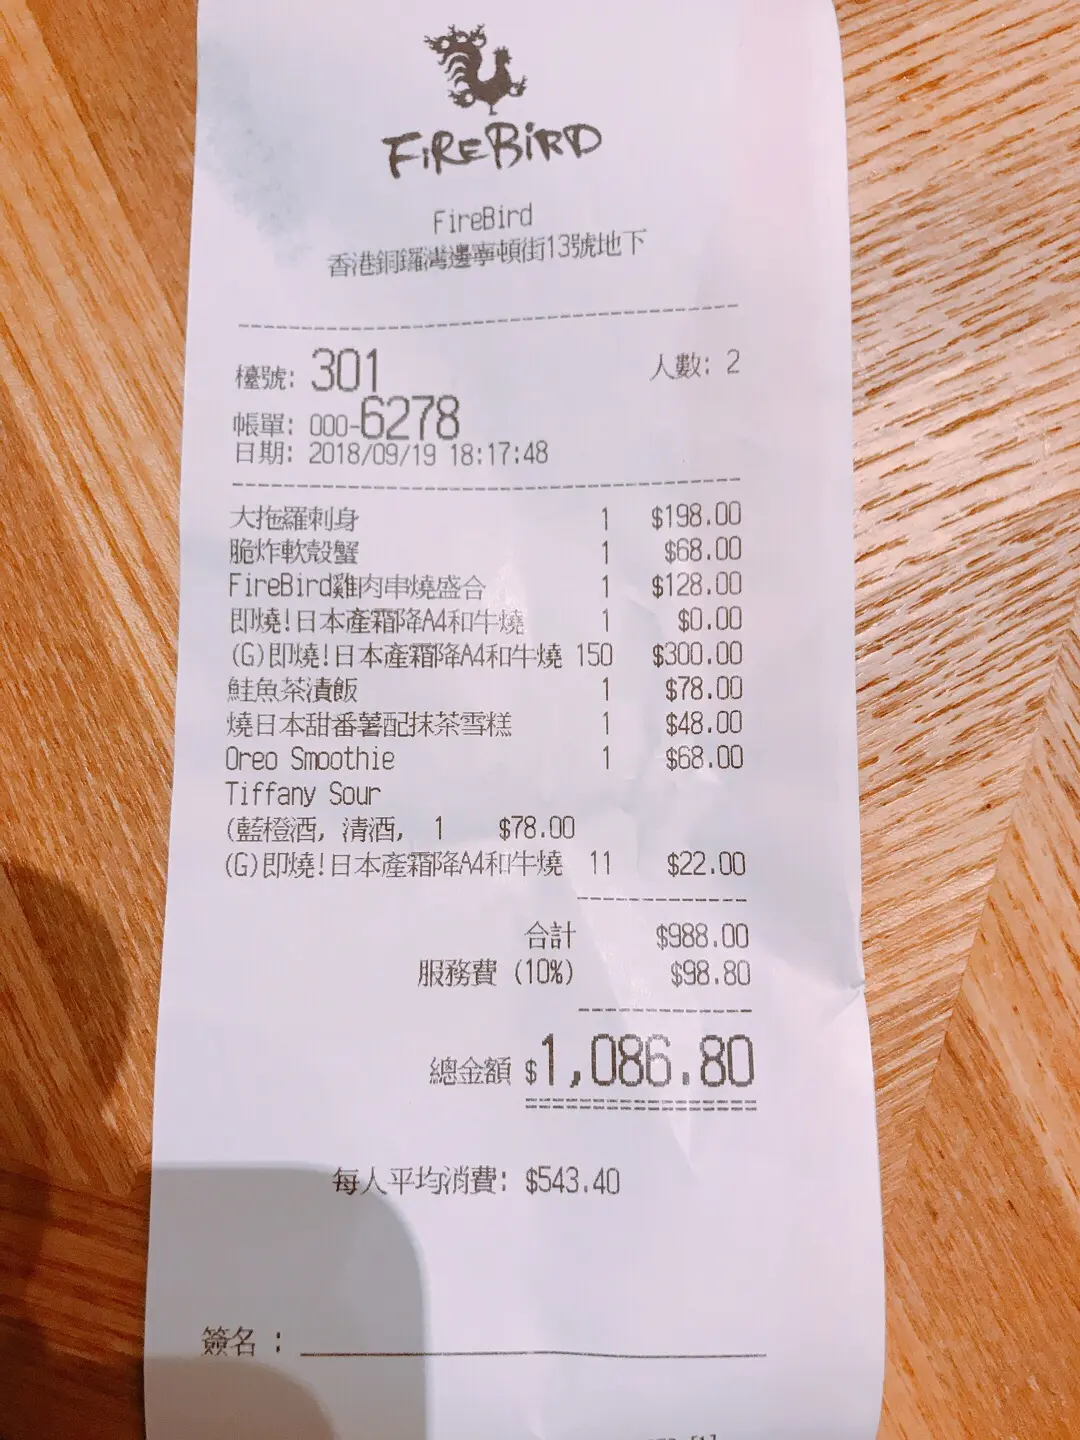 FIREBIRD
FireBird
香港銅鑼灣邊寧頓街13號地下
檯號: 301
人數: 2
帳單: 000-6278
日期: 2018/09/19 18:17:48
大拖羅刺身 1 $198.00
脆炸軟殼蟹 1 $68.00
FireBird雞肉串燒盛合 1 $128.00
即燒!日本產霜降A4和牛燒 1 $0.00
(G)即燒!日本產霜降A4和牛燒 150 $300.00
鮭魚茶漬飯 1 $78.00
燒日本甜番薯配抹茶雪糕 1 $48.00
Oreo Smoothie 1 $68.00
Tiffany Sour
(藍橙酒, 清酒, 1 $78.00
(G)即燒!日本產霜降A4和牛燒 11 $22.00
合計 $988.00
服務費 (10%) $98.80
總金額 $1,086.80
每人平均消費: $543.40
簽名 :